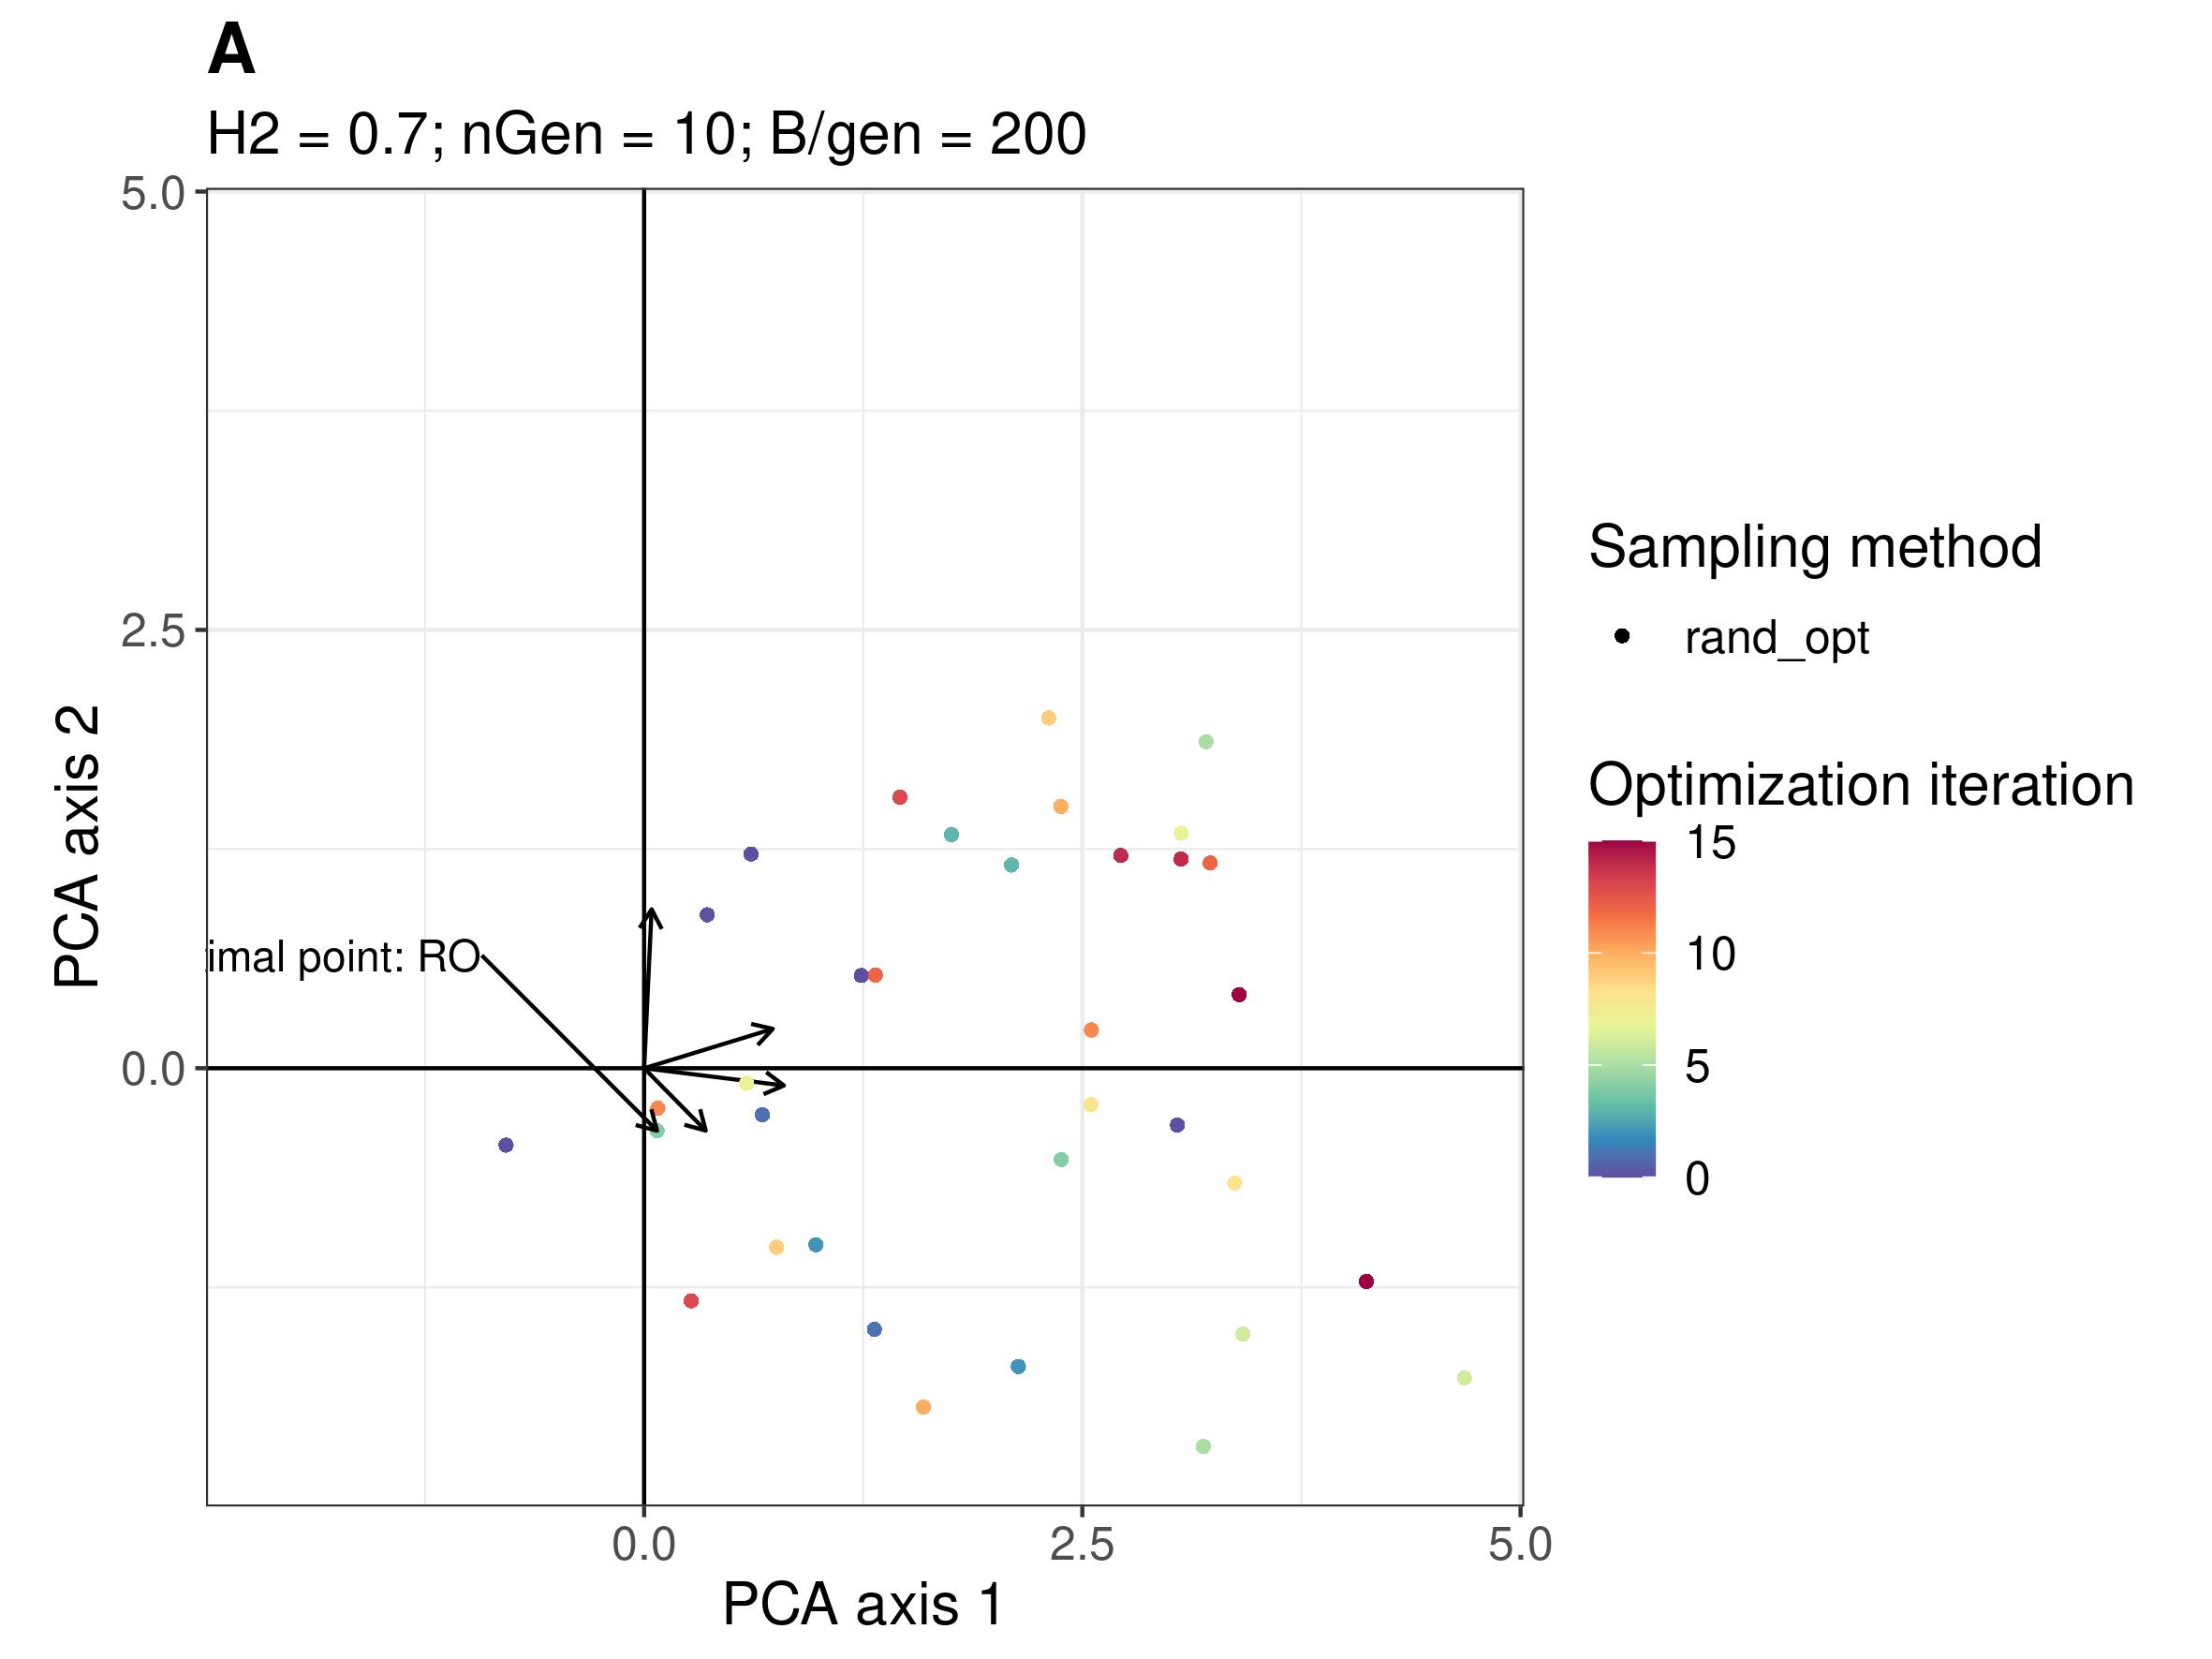 A
H2 = 0.7; nGen = 10; B/gen = 200
5.0
2.5
0.0
PCA axis 2
imal point: RO
0.0
2.5
5.0
PCA axis 1
Sampling method
rand_opt
Optimization iteration
15
10
5
0